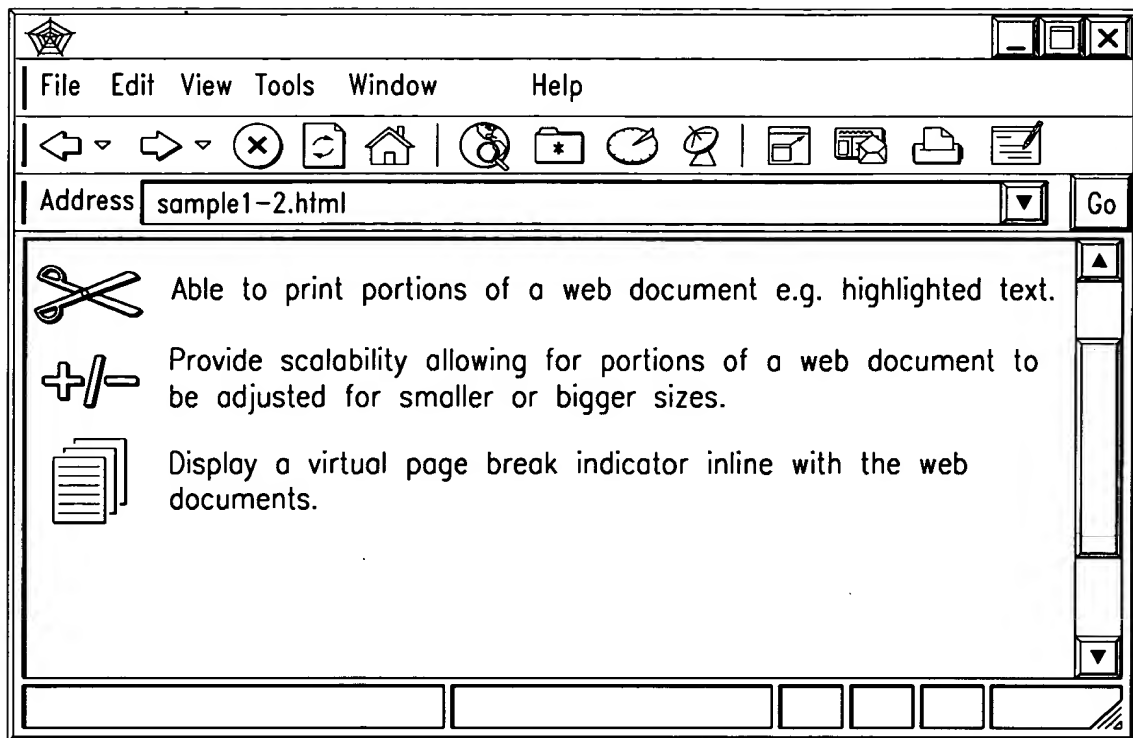 File Edit View Tools Window Help
Address sample1-2.html Go
Able to print portions of a web document e.g. highlighted text.
+/- Provide scalability allowing for portions of a web document to
be adjusted for smaller or bigger sizes.
Display a virtual page break indicator inline with the web
documents.